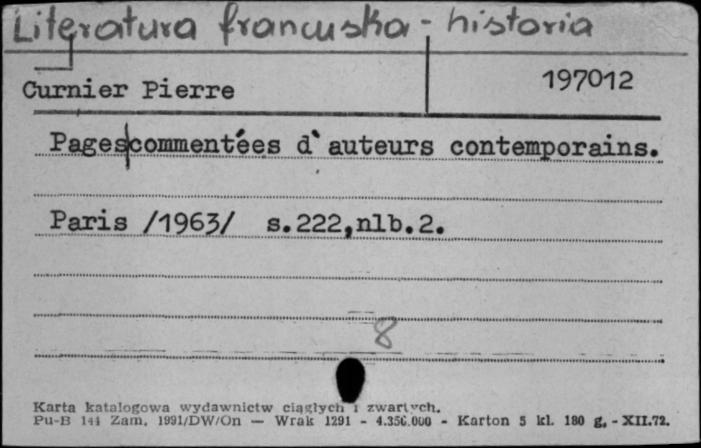 Literatura francuska - historia
Curnier Pierre
197012
Pages commentées d`auteurs contemporains.
Paris /1963/ s.222,nlb.2.
8
Karta katalogowa wydawnictw ciągłych i zwartych.
Pu-B 144 Zam. 1991/DW/On — Wrak 1291 - 4.356.000 - Karton 5 kl. 180 g. - XII.72.